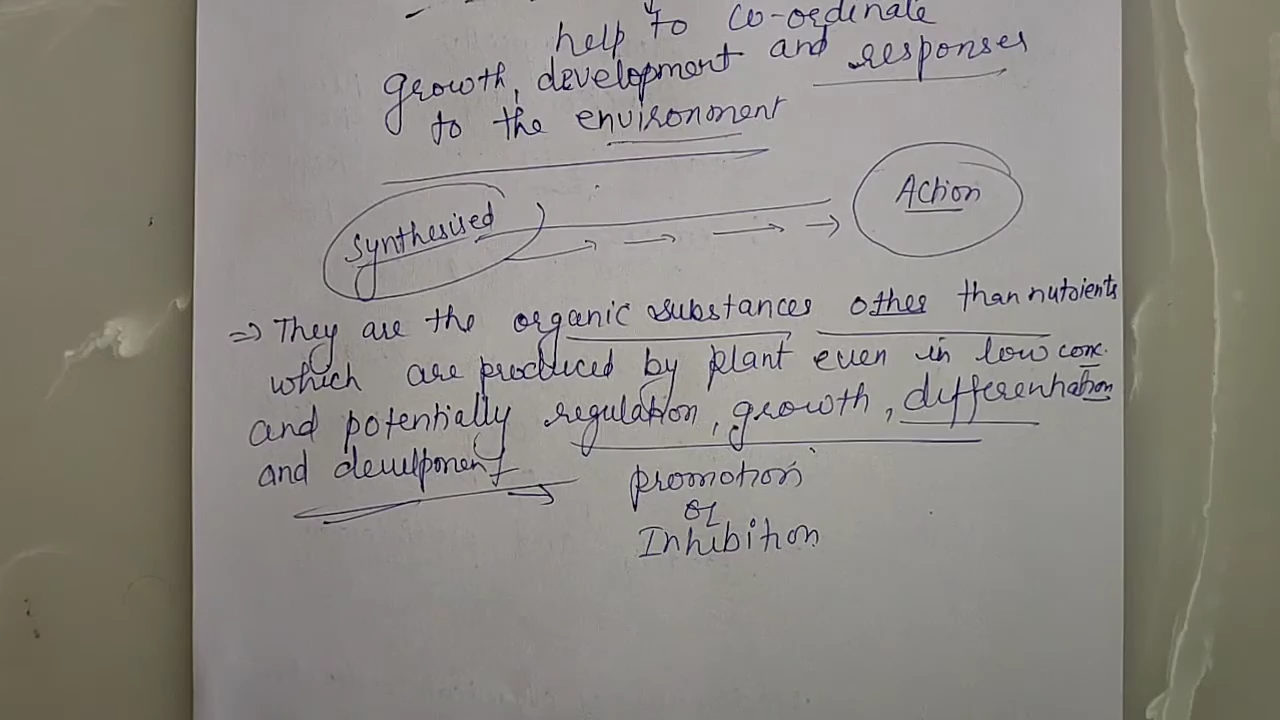 help to co-ordinate
growth, development and responses
to the environment
Synthesised
Action
=> They are the organic substances other than nutrients
which are produced by plant even in low conc.
and potentially regulation, growth, differentiation
and develponent
promotion
or
Inhibition